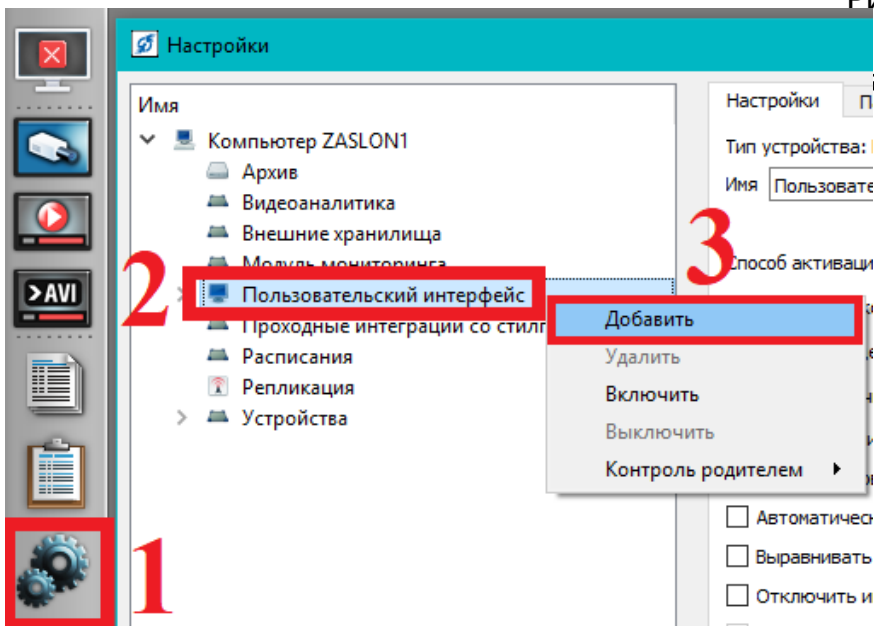 Настройки
Имя
Компьютер ZASLON1
Архив
Видеоаналитика
Внешние хранилища
Модуль мониторинга
Пользовательский интерфейс
Проходные интеграции со стил
Расписания
Репликация
Устройства
>AVI
1
2
3
Добавить
Удалить
Включить
Выключить
Контроль родителем
Настройки
Тип устройства:
Имя Пользовате
Способ активаци
Автоматическ
Выравнивать
Отключить и